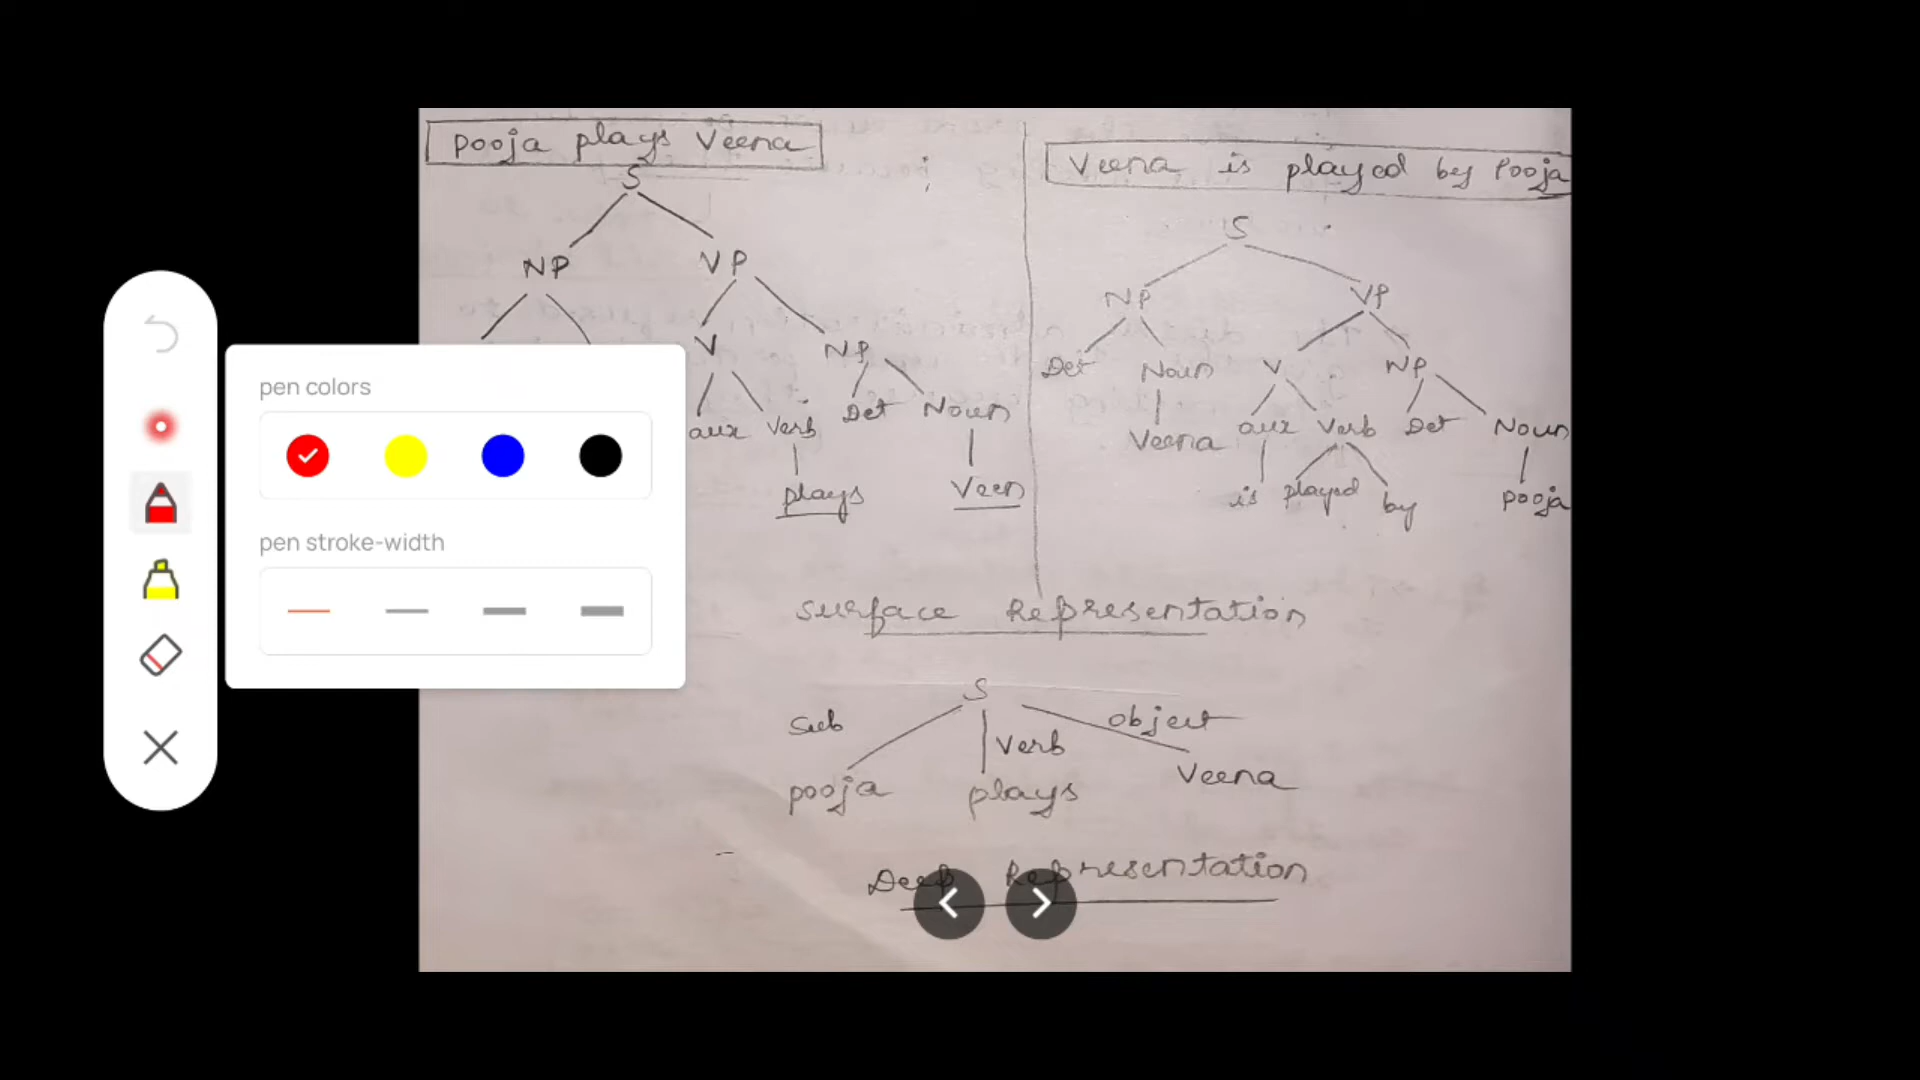 Pooja plays Veena
Veena is played by Pooja
S
S
NP VP
NP VP
V NP
Det Noun V NP
aux Verb Det Noun
Veena aux Verb Det Noun
plays Veen
is played by pooja
Surface Representation
S
Sub Verb object
pooja plays Veena
Deep Representation
pen colors
pen stroke-width